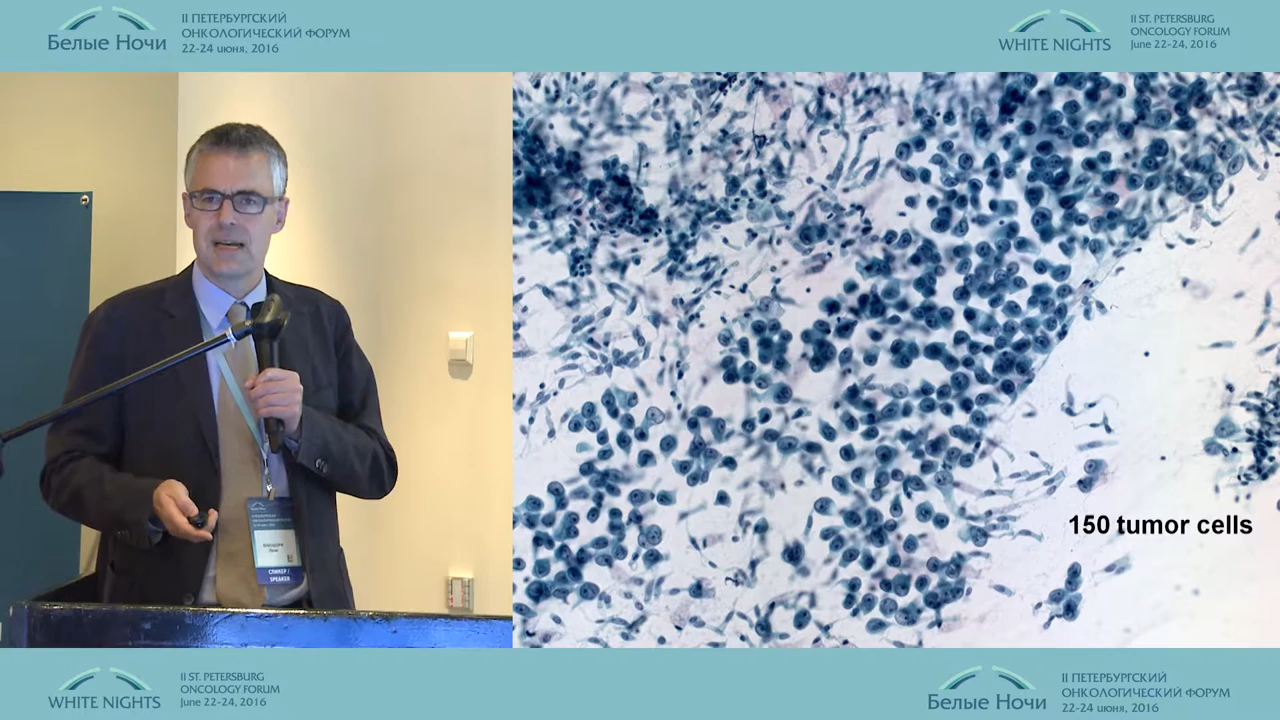 Белые Ночи
II ПЕТЕРБУРГСКИЙ
ОНКОЛОГИЧЕСКИЙ ФОРУМ
22-24 июня, 2016
WHITE NIGHTS
II ST. PETERSBURG
ONCOLOGY FORUM
June 22-24, 2016
СПИКЕР /
SPEAKER
150 tumor cells
WHITE NIGHTS
II ST. PETERSBURG
ONCOLOGY FORUM
June 22-24, 2016
Белые Ночи
II ПЕТЕРБУРГСКИЙ
ОНКОЛОГИЧЕСКИЙ ФОРУМ
22-24 июня, 2016